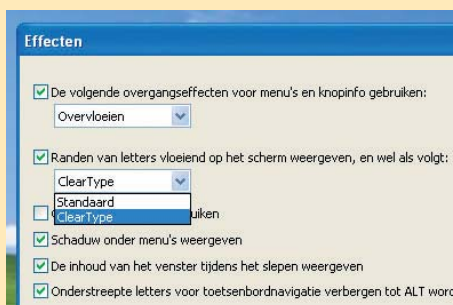 Effecten
De volgende overgangseffecten voor menu's en knopinfo gebruiken:
Overvloeien
Randen van letters vloeiend op het scherm weergeven, en wel als volgt:
ClearType
Standaard
ClearType
Schaduw onder menu's weergeven
De inhoud van het venster tijdens het slepen weergeven
Onderstreepte letters voor toetsenbordnavigatie verbergen tot ALT